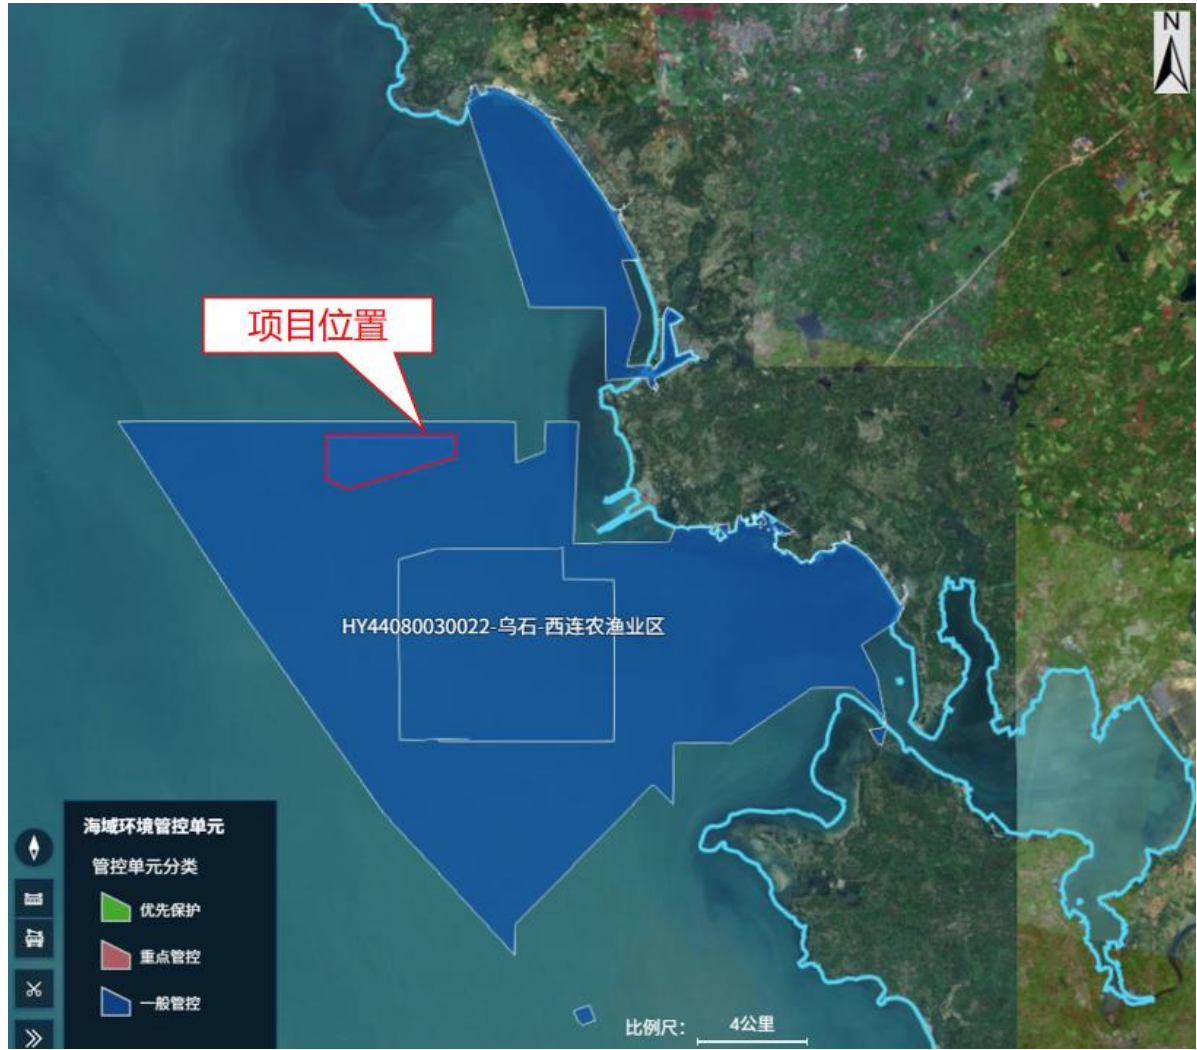 N
项目位置
HY44080030022-乌石-西连农渔业区
海域环境管控单元
管控单元分类
优先保护
重点管控
一般管控
比例尺： 4公里